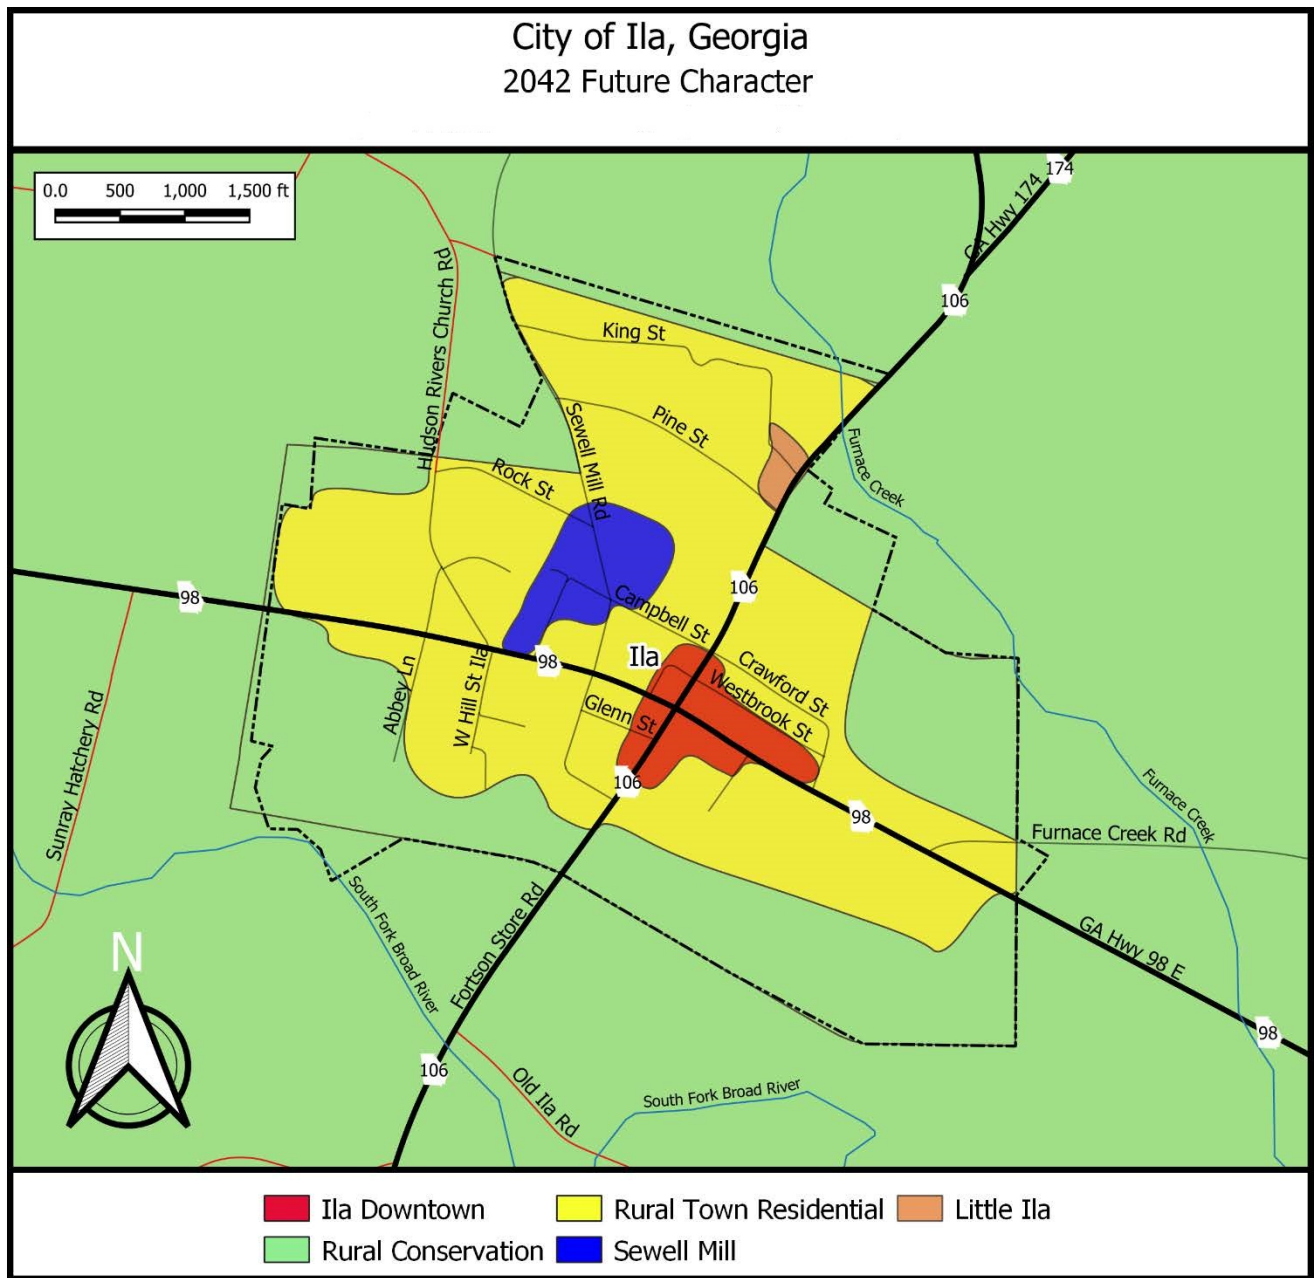 City of Ila, Georgia
2042 Future Character
0.0 500 1,000 1,500 ft
174
GA Hwy 174
106
Hudson Rivers Church Rd
King St
Sewell Mill Rd
Pine St
Furnace Creek
Rock St
98
106
Campbell St
Ila
98
Crawford St
Westbrook St
Abbey Ln
W Hill St Ila
Glenn St
106
Sunray Hatchery Rd
98
Furnace Creek
Furnace Creek Rd
South Fork Broad River
Fortson Store Rd
GA Hwy 98 E
N
98
106
Old Ila Rd
South Fork Broad River
Ila Downtown
Rural Town Residential
Little Ila
Rural Conservation
Sewell Mill